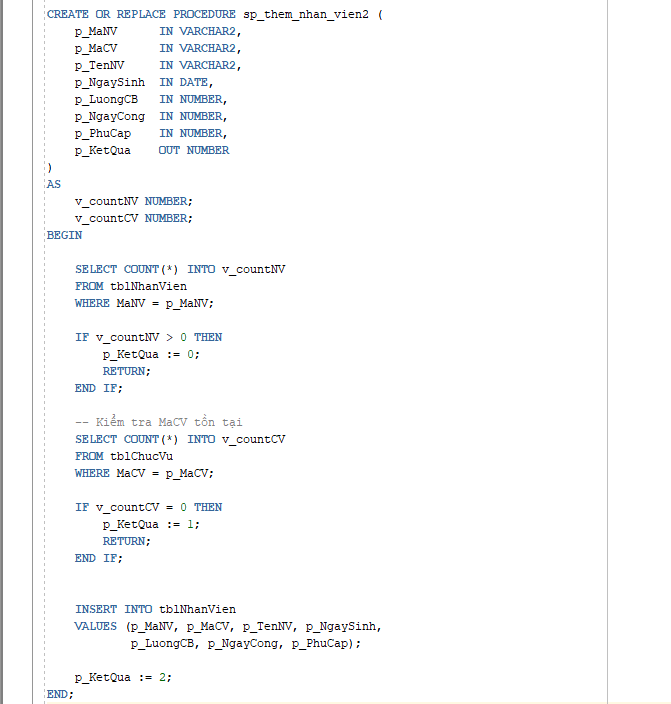 CREATE OR REPLACE PROCEDURE sp_them_nhan_vien2 (
    p_MaNV      IN VARCHAR2,
    p_MaCV      IN VARCHAR2,
    p_TenNV     IN VARCHAR2,
    p_NgaySinh  IN DATE,
    p_LuongCB   IN NUMBER,
    p_NgayCong  IN NUMBER,
    p_PhuCap    IN NUMBER,
    p_KetQua    OUT NUMBER
)
AS
    v_countNV NUMBER;
    v_countCV NUMBER;
BEGIN

    SELECT COUNT(*) INTO v_countNV
    FROM tblNhanVien
    WHERE MaNV = p_MaNV;

    IF v_countNV > 0 THEN
        p_KetQua := 0;
        RETURN;
    END IF;

    -- Kiểm tra MaCV tồn tại
    SELECT COUNT(*) INTO v_countCV
    FROM tblChucVu
    WHERE MaCV = p_MaCV;

    IF v_countCV = 0 THEN
        p_KetQua := 1;
        RETURN;
    END IF;


    INSERT INTO tblNhanVien
    VALUES (p_MaNV, p_MaCV, p_TenNV, p_NgaySinh,
            p_LuongCB, p_NgayCong, p_PhuCap);

    p_KetQua := 2;
END;